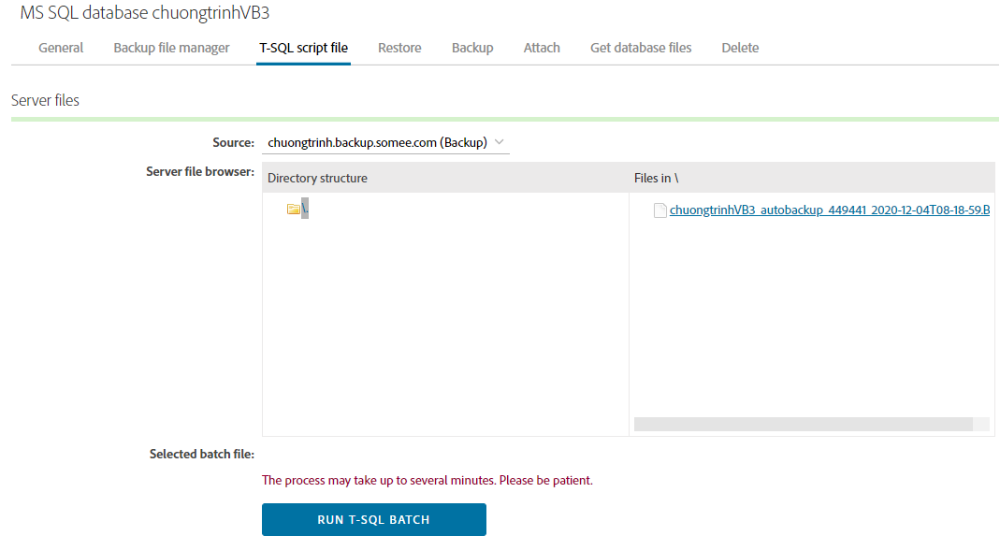 MS SQL database chuongtrinhVB3
General Backup file manager T-SQL script file Restore Backup Attach Get database files Delete
Server files
Source: chuongtrinh.backup.somee.com (Backup)
Server file browser: Directory structure Files in \
\. chuongtrinhVB3_autobackup_449441_2020-12-04T08-18-59.B
Selected batch file:
The process may take up to several minutes. Please be patient.
RUN T-SQL BATCH